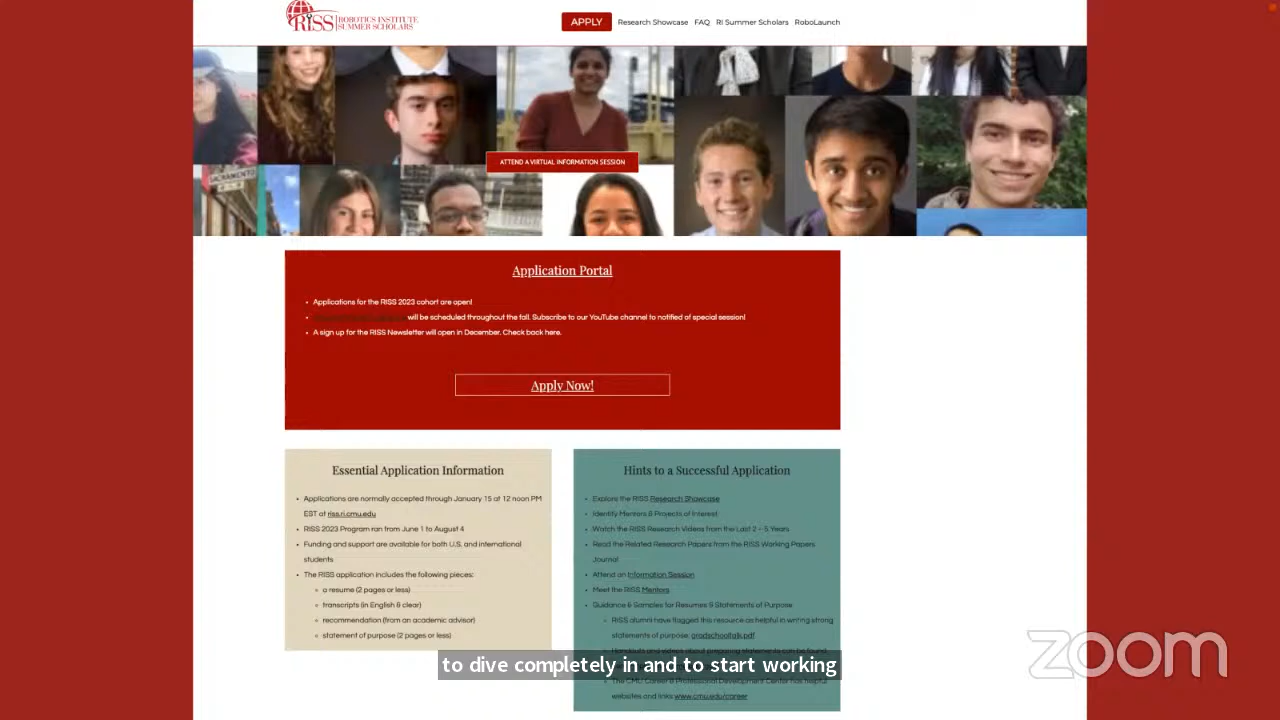 RISS ROBOTICS INSTITUTE
SUMMER SCHOLARS
APPLY Research Showcase FAQ RI Summer Scholars RoboLaunch
SACRAMENTO
ATTEND A VIRTUAL INFORMATION SESSION
Application Portal
• Applications for the RISS 2023 cohort are open!
• will be scheduled throughout the fall. Subscribe to our YouTube channel to notified of special session!
• A sign up for the RISS Newsletter will open in December. Check back here.
Apply Now!
Essential Application Information
• Applications are normally accepted through January 15 at 12 noon PM
EST at riss.ri.cmu.edu
• RISS 2023 Program ran from June 1 to August 4
• Funding and support are available for both U.S. and international
students
• The RISS application includes the following pieces:
a resume (2 pages or less)
transcripts (in English & clear)
recommendation (from an academic advisor)
statement of purpose (2 pages or less)
Hints to a Successful Application
• Explore the RISS Research Showcase
• Identify Mentors & Projects of Interest
• Watch the RISS Research Videos from the Last 2 - 5 Years
• Read the Related Research Papers from the RISS Working Papers
Journal
• Attend an Information Session
• Meet the RISS Mentors
• Guidance & Samples for Resumes & Statements of Purpose
RISS alumni have flagged this resource as helpful in writing strong
statements of purpose: gradschooltalk.pdf
Handouts and videos about preparing statements can be found
to dive completely in and to start working
The CMU Career & Professional Development Center has helpful
websites and links www.cmu.edu/career
zoom